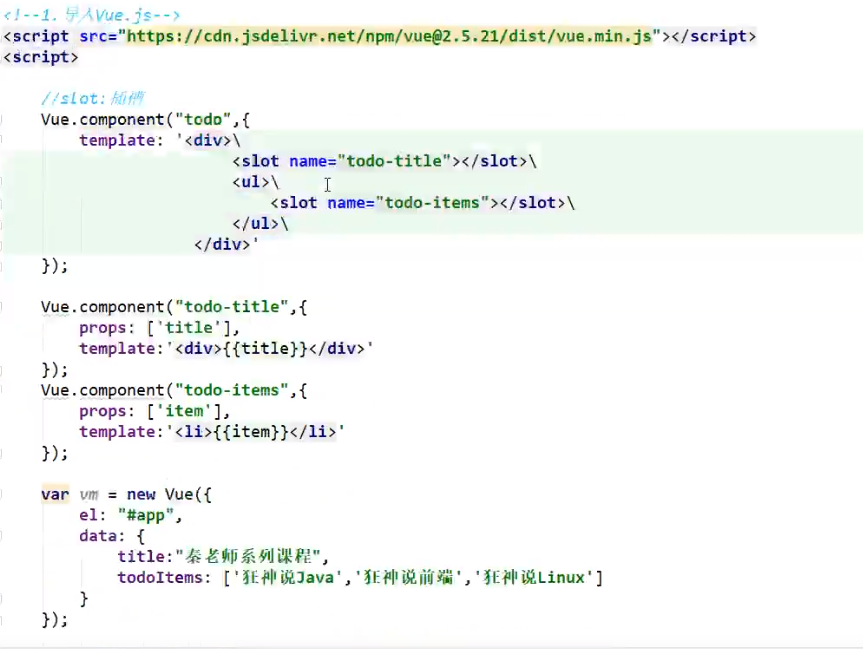 <!--1. 导入Vue.js-->
<script src="https://cdn.jsdelivr.net/npm/vue@2.5.21/dist/vue.min.js"></script>
<script>
//slot:插槽
Vue.component("todo",{
template: '<div>\
<slot name="todo-title"></slot>\
<ul>\
<slot name="todo-items"></slot>\
</ul>\
</div>'
});
Vue.component("todo-title",{
props: ['title'],
template:'<div>{{title}}</div>'
});
Vue.component("todo-items",{
props: ['item'],
template:'<li>{{item}}</li>'
});
var vm = new Vue({
el: "#app",
data: {
title:"秦老师系列课程",
todoItems: ['狂神说Java','狂神说前端','狂神说Linux']
}
});